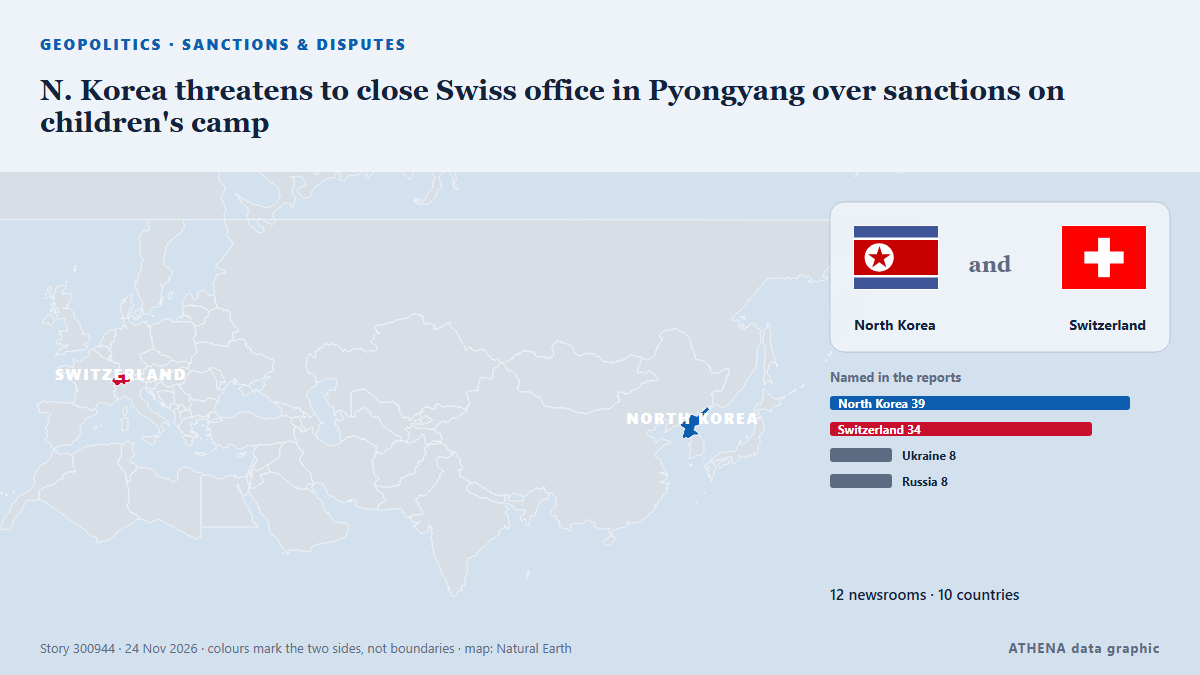 GEOPOLITICS · SANCTIONS & DISPUTES
N. Korea threatens to close Swiss office in Pyongyang over sanctions on
children's camp
SWITZERLAND
NORTH KOREA
and
North Korea
Switzerland
Named in the reports
North Korea 39
Switzerland 34
Ukraine 8
Russia 8
12 newsrooms · 10 countries
Story 300944 · 24 Nov 2026 · colours mark the two sides, not boundaries · map: Natural Earth
ATHENA data graphic